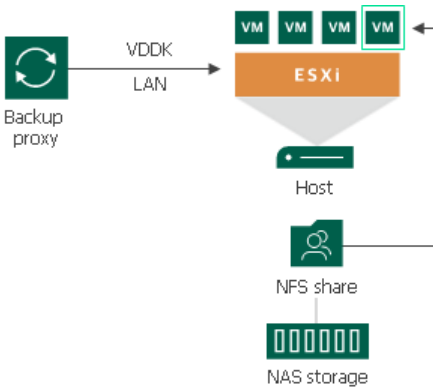 VM VM VM VM
VDDK
LAN
ESXi
Backup
proxy
Host
NFS share
NAS storage